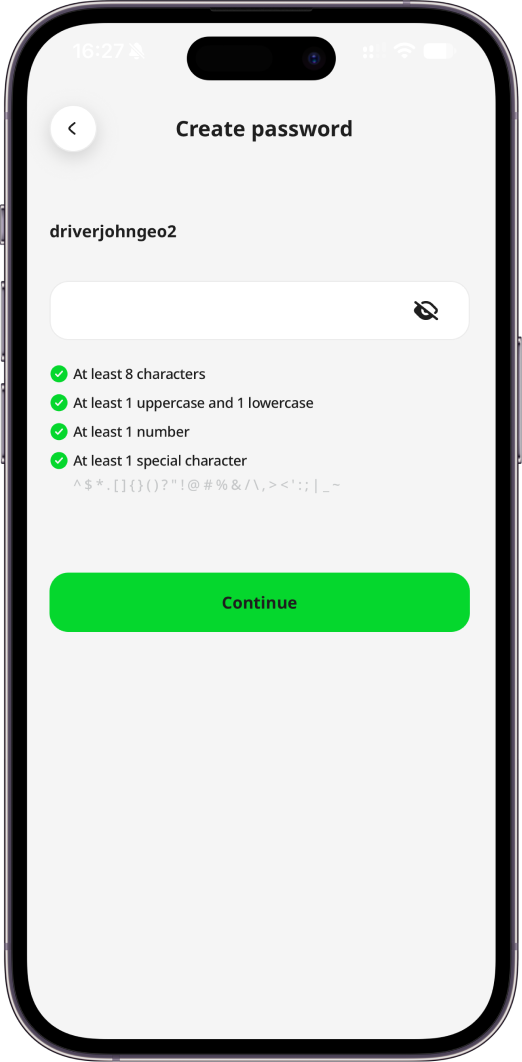 16:27
Create password
driverjohngeo2
At least 8 characters
At least 1 uppercase and 1 lowercase
At least 1 number
At least 1 special character
^$*.[]{}()?"!@#%&/\,><':;|_~
Continue